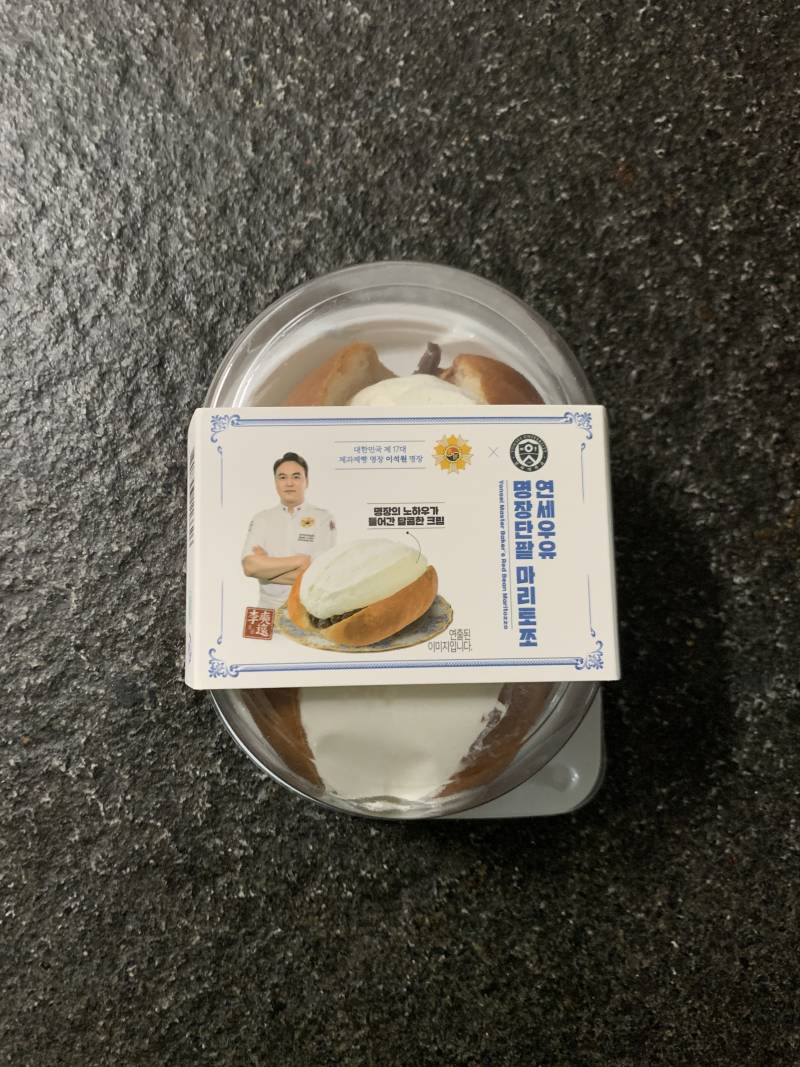 대한민국 제 17대
제과제빵 명장 이석원 명장
×
명장의 노하우가
들어간 달콤한 크림
연세우유
명장단팥 마리토쪼
Yonsei Master Baker's Red Bean Maritozzo
연출된
이미지입니다.